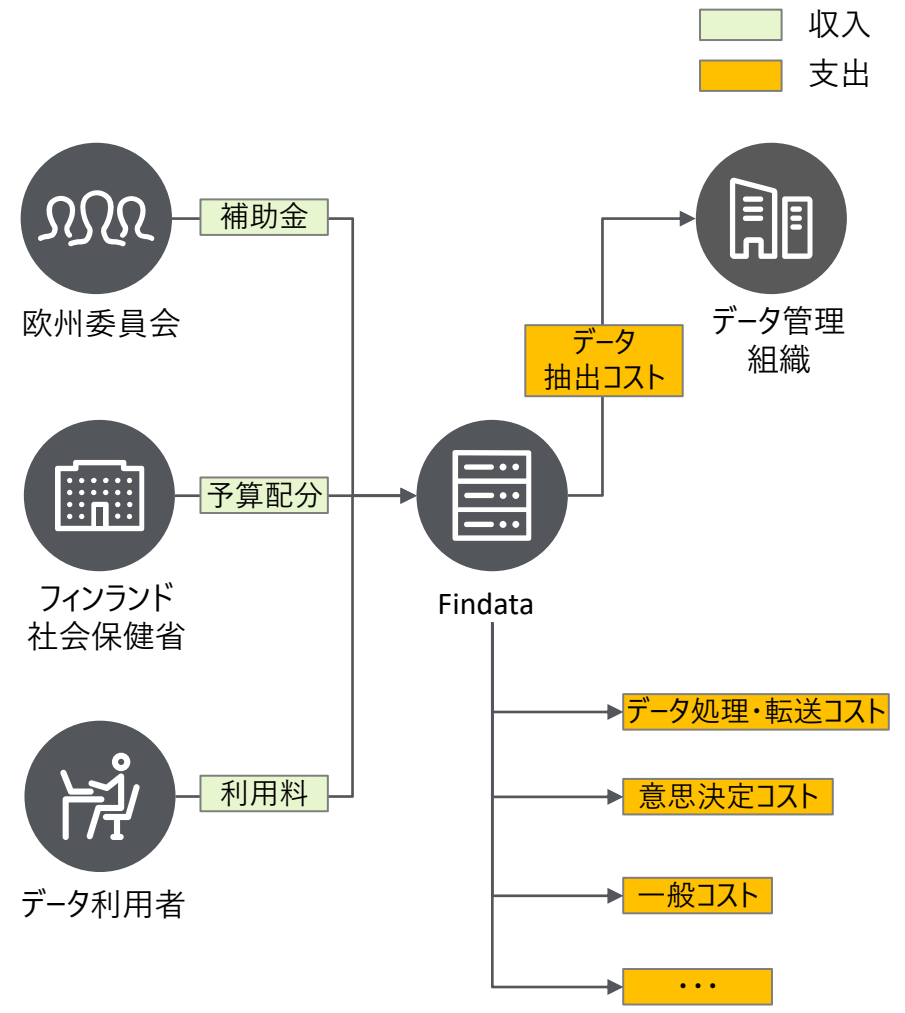 収入
支出
補助金
欧州委員会
データ管理
組織
データ
抽出コスト
予算配分
フィンランド
社会保健省
Findata
利用料
データ利用者
データ処理・転送コスト
意思決定コスト
一般コスト
・・・